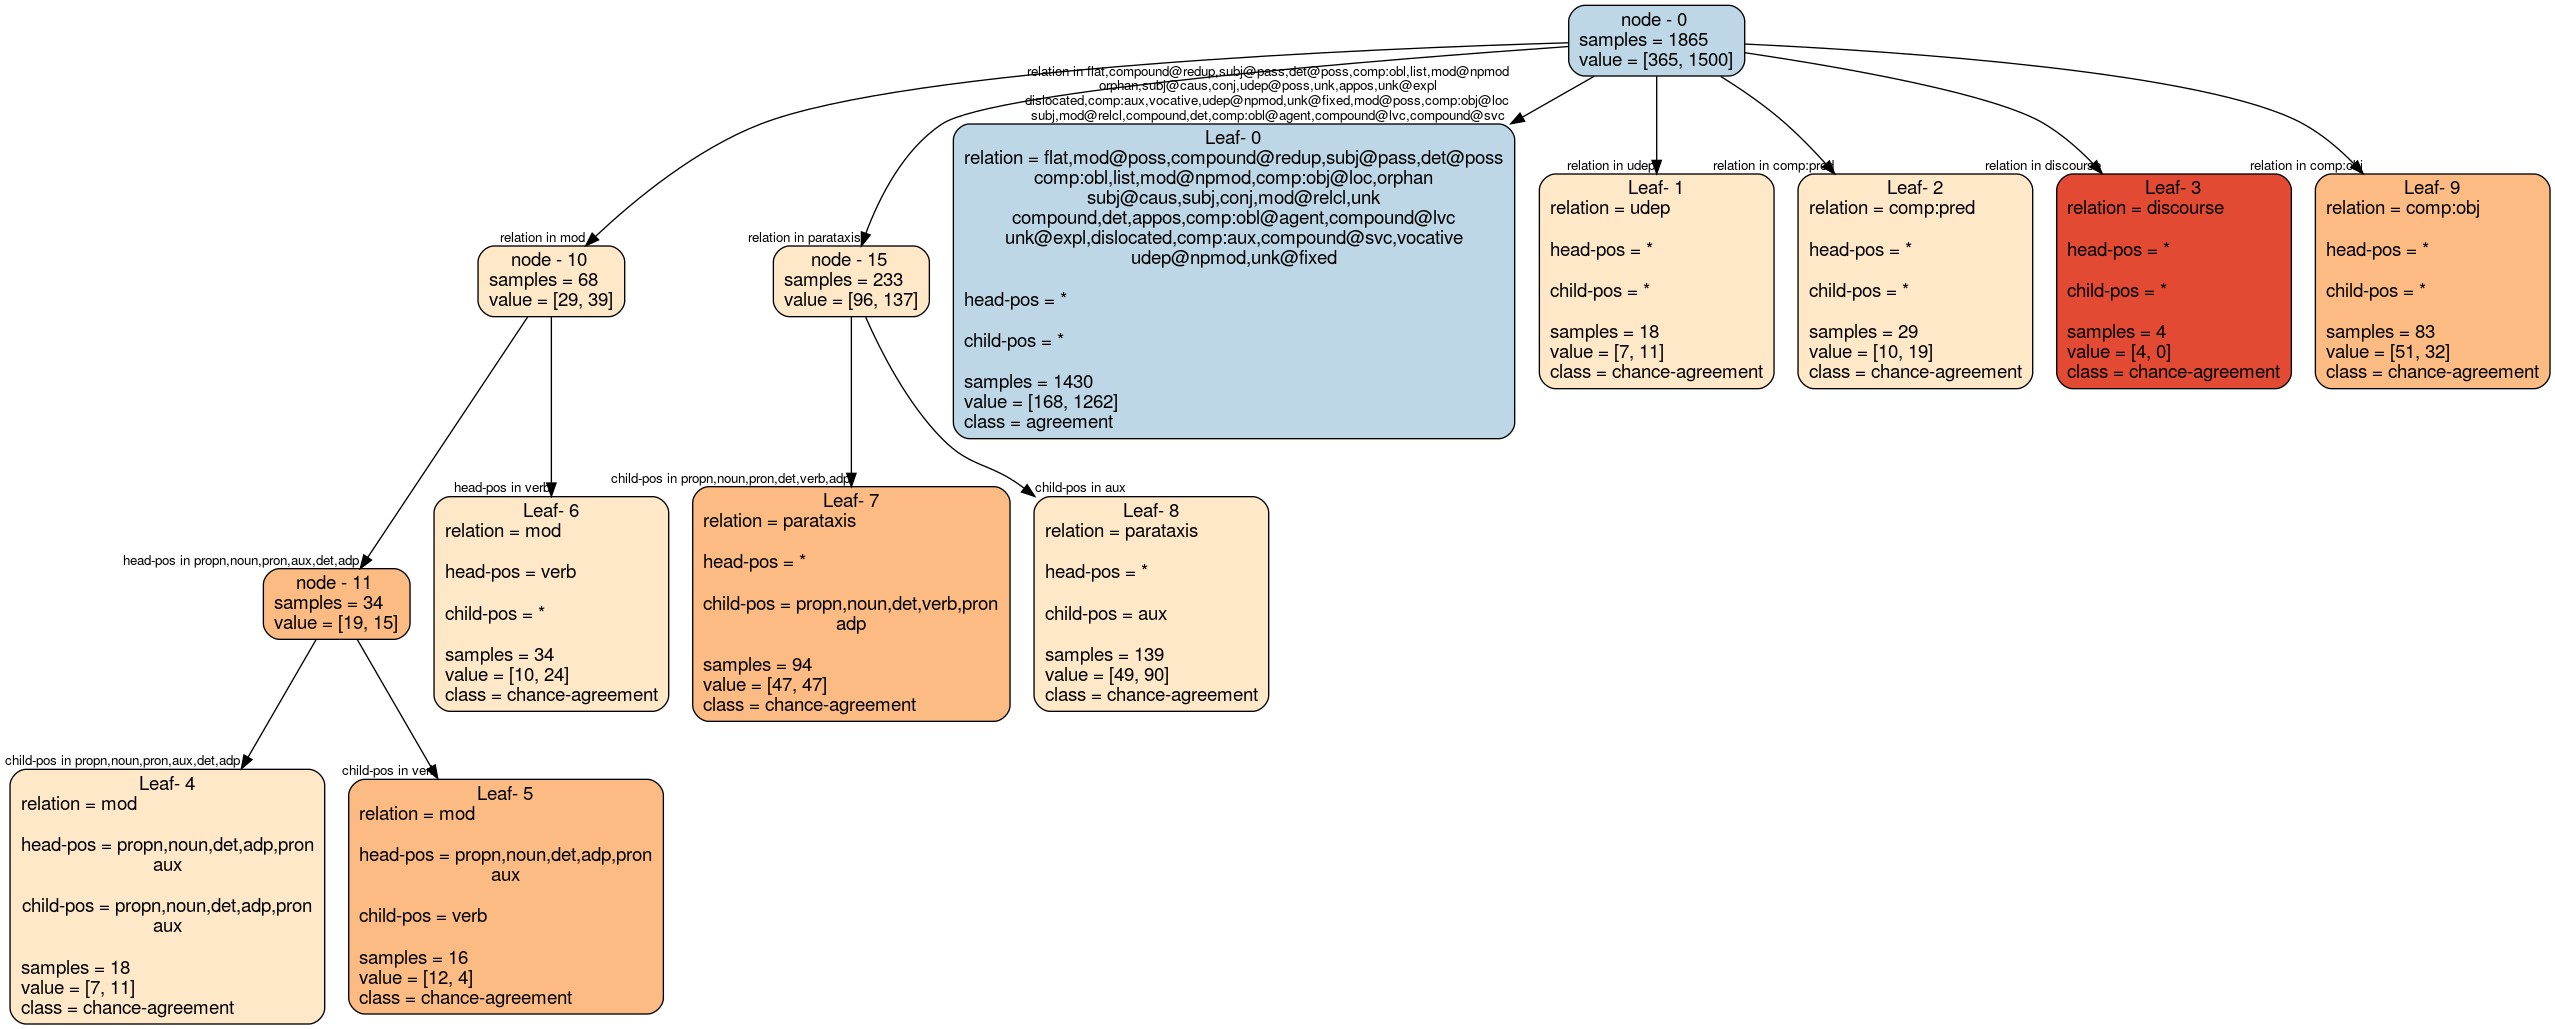 node - 0
samples = 1865
value = [365, 1500]
relation in flat,compound@redup,subj@pass,det@poss,comp:obl,list,mod@npmod
orphan,subj@caus,conj,udep@poss,unk,appos,unk@expl
dislocated,comp:aux,vocative,udep@npmod,unk@fixed,mod@poss,comp:obj@loc
subj,mod@relcl,compound,det,comp:obl@agent,compound@lvc,compound@svc
Leaf- 0
relation = flat,mod@poss,compound@redup,subj@pass,det@poss
comp:obl,list,mod@npmod,comp:obj@loc,orphan
subj@caus,subj,conj,mod@relcl,unk
compound,det,appos,comp:obl@agent,compound@lvc
unk@expl,dislocated,comp:aux,compound@svc,vocative
udep@npmod,unk@fixed
head-pos = *
child-pos = *
samples = 1430
value = [168, 1262]
class = agreement
relation in udep
Leaf- 1
relation = udep
head-pos = *
child-pos = *
samples = 18
value = [7, 11]
class = chance-agreement
relation in comp:pred
Leaf- 2
relation = comp:pred
head-pos = *
child-pos = *
samples = 29
value = [10, 19]
class = chance-agreement
relation in discourse
Leaf- 3
relation = discourse
head-pos = *
child-pos = *
samples = 4
value = [4, 0]
class = chance-agreement
relation in comp:obj
Leaf- 9
relation = comp:obj
head-pos = *
child-pos = *
samples = 83
value = [51, 32]
class = chance-agreement
relation in mod
node - 10
samples = 68
value = [29, 39]
relation in parataxis
node - 15
samples = 233
value = [96, 137]
head-pos in verb
Leaf- 6
relation = mod
head-pos = verb
child-pos = *
samples = 34
value = [10, 24]
class = chance-agreement
child-pos in propn,noun,pron,det,verb,adp
Leaf- 7
relation = parataxis
head-pos = *
child-pos = propn,noun,det,verb,pron
adp
samples = 94
value = [47, 47]
class = chance-agreement
child-pos in aux
Leaf- 8
relation = parataxis
head-pos = *
child-pos = aux
samples = 139
value = [49, 90]
class = chance-agreement
head-pos in propn,noun,pron,aux,det,adp
node - 11
samples = 34
value = [19, 15]
child-pos in propn,noun,pron,aux,det,adp
Leaf- 4
relation = mod
head-pos = propn,noun,det,adp,pron
aux
child-pos = propn,noun,det,adp,pron
aux
samples = 18
value = [7, 11]
class = chance-agreement
child-pos in verb
Leaf- 5
relation = mod
head-pos = propn,noun,det,adp,pron
aux
child-pos = verb
samples = 16
value = [12, 4]
class = chance-agreement